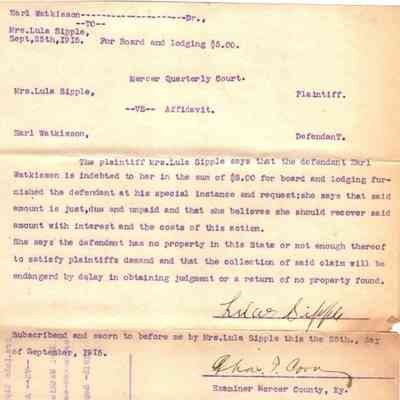 Earl Watkisson--------------------Dr.,
--TO--
Mrs.Lula Sipple,
Sept,25th,1915. For Board and lodging $5.00.
Mercer Quarterly Court.
Mrs.Lula Sipple, Plaintiff.
--VS-- Affidavit.
Earl Watkisson, DefendanT.
The plaintiff Mrs.Lula Sipple says that the defendant Earl
Watkisson is indebted to her in the sum of $5.00 for board and lodging fur-
nished the defendant at his special instance and request;she says that said
amount is just,due and unpaid and that she believes she should recover said
amount with interest and the costs of this action.
She says the defendant has no property in this State or not enough thereof
to satisfy plaintiffs demand and that the collection of said claim will be
endangerd by delay in obtaining judgment or a return of no property found.
Lula Sipple
Subscribend and sworn to before me by Mrs.Lula Sipple this the 25th., day
of September, 1915.
Examiner Mercer County, Ky.